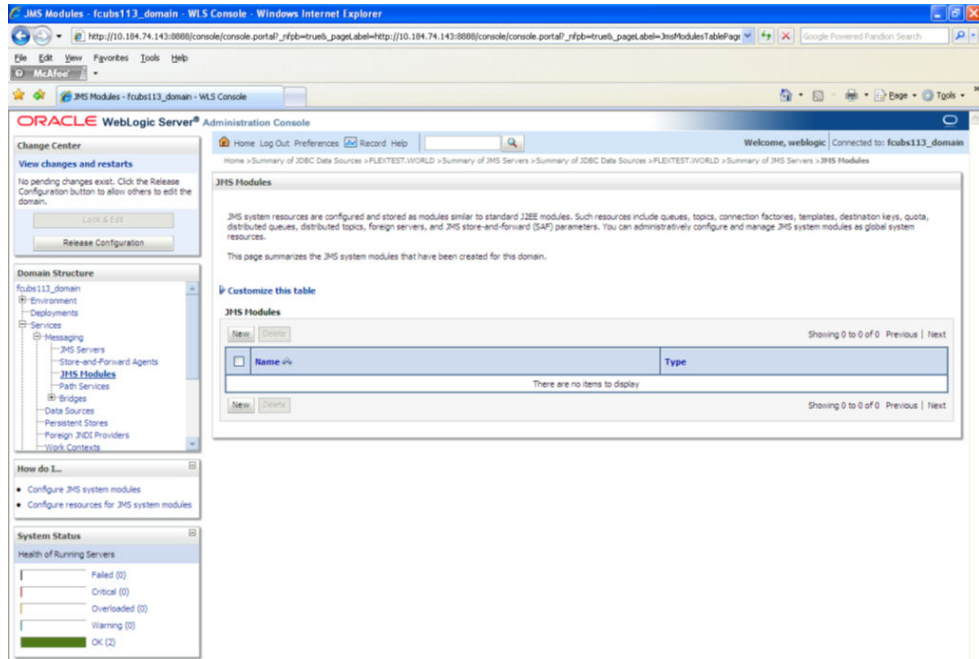 JMS Modules - fcubs113_domain - WLS Console - Windows Internet Explorer
http://10.184.74.143:8888/console/console.portal?_nfpb=true&_pageLabel=http://10.184.74.143:8888/console/console.portal?_nfpb=true&_pageLabel=JmsModulesTablePage
Google Powered Pandion Search
File Edit View Favorites Tools Help
McAfee
JMS Modules - fcubs113_domain - WLS Console
Page Tools
ORACLE WebLogic Server® Administration Console
Change Center
View changes and restarts
No pending changes exist. Click the Release
Configuration button to allow others to edit the
domain.
Lock & Edit
Release Configuration
Domain Structure
fcubs113_domain
Environment
Deployments
Services
Messaging
JMS Servers
Store-and-Forward Agents
JMS Modules
Path Services
Bridges
Data Sources
Persistent Stores
Foreign JNDI Providers
Work Contexts
How do I...
Configure JMS system modules
Configure resources for JMS system modules
System Status
Health of Running Servers
Failed (0)
Critical (0)
Overloaded (0)
Warning (0)
OK (2)
Home Log Out Preferences Record Help
Welcome, weblogic Connected to: fcubs113_domain
Home >Summary of JDBC Data Sources >FLEXTEST.WORLD >Summary of JMS Servers >Summary of JDBC Data Sources >FLEXTEST.WORLD >Summary of JMS Servers >JMS Modules
JMS Modules
JMS system resources are configured and stored as modules similar to standard J2EE modules. Such resources include queues, topics, connection factories, templates, destination keys, quota,
distributed queues, distributed topics, foreign servers, and JMS store-and-forward (SAF) parameters. You can administratively configure and manage JMS system modules as global system
resources.
This page summarizes the JMS system modules that have been created for this domain.
Customize this table
JMS Modules
New Delete Showing 0 to 0 of 0 Previous | Next
Name Type
There are no items to display
New Delete Showing 0 to 0 of 0 Previous | Next